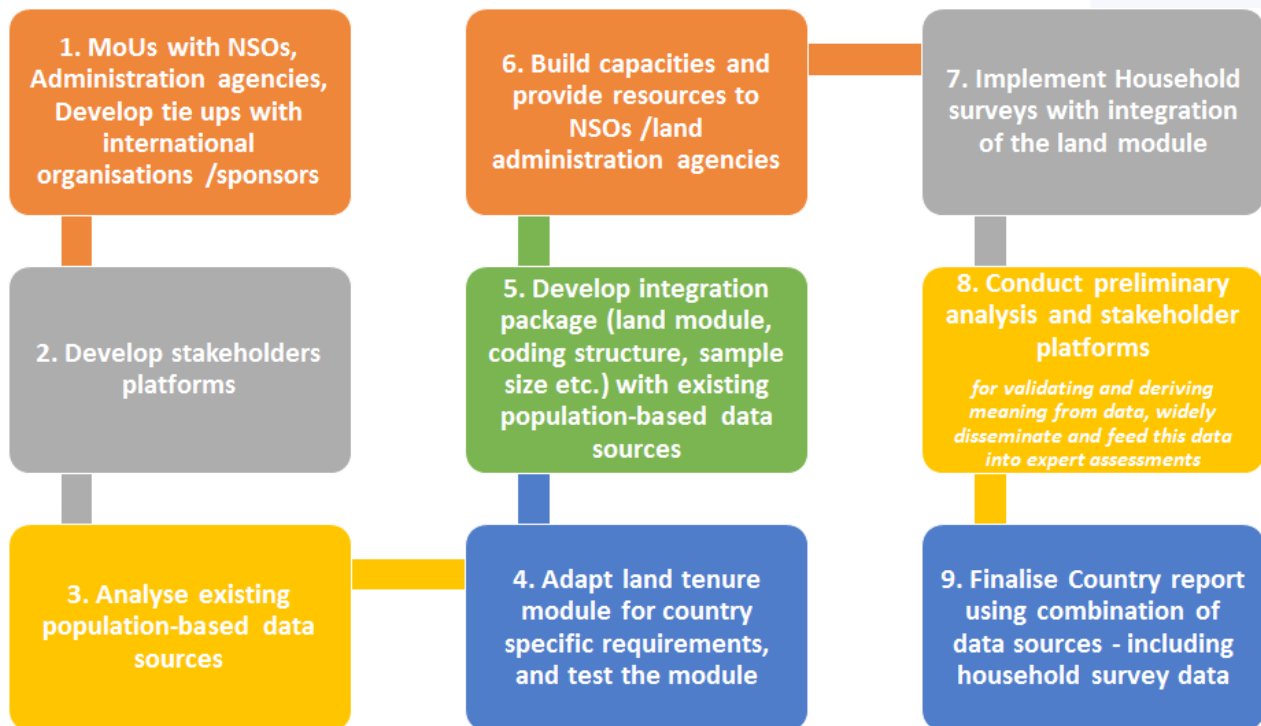 1. MoUs with NSOs,
Administration agencies,
Develop tie ups with
international
organisations /sponsors
2. Develop stakeholders
platforms
3. Analyse existing
population-based data
sources
4. Adapt land tenure
module for country
specific requirements,
and test the module
5. Develop integration
package (land module,
coding structure, sample
size etc.) with existing
population-based data
sources
6. Build capacities and
provide resources to
NSOs /land
administration agencies
7. Implement Household
surveys with integration
of the land module
8. Conduct preliminary
analysis and stakeholder
platforms
for validating and deriving
meaning from data, widely
disseminate and feed this data
into expert assessments
9. Finalise Country report
using combination of
data sources - including
household survey data